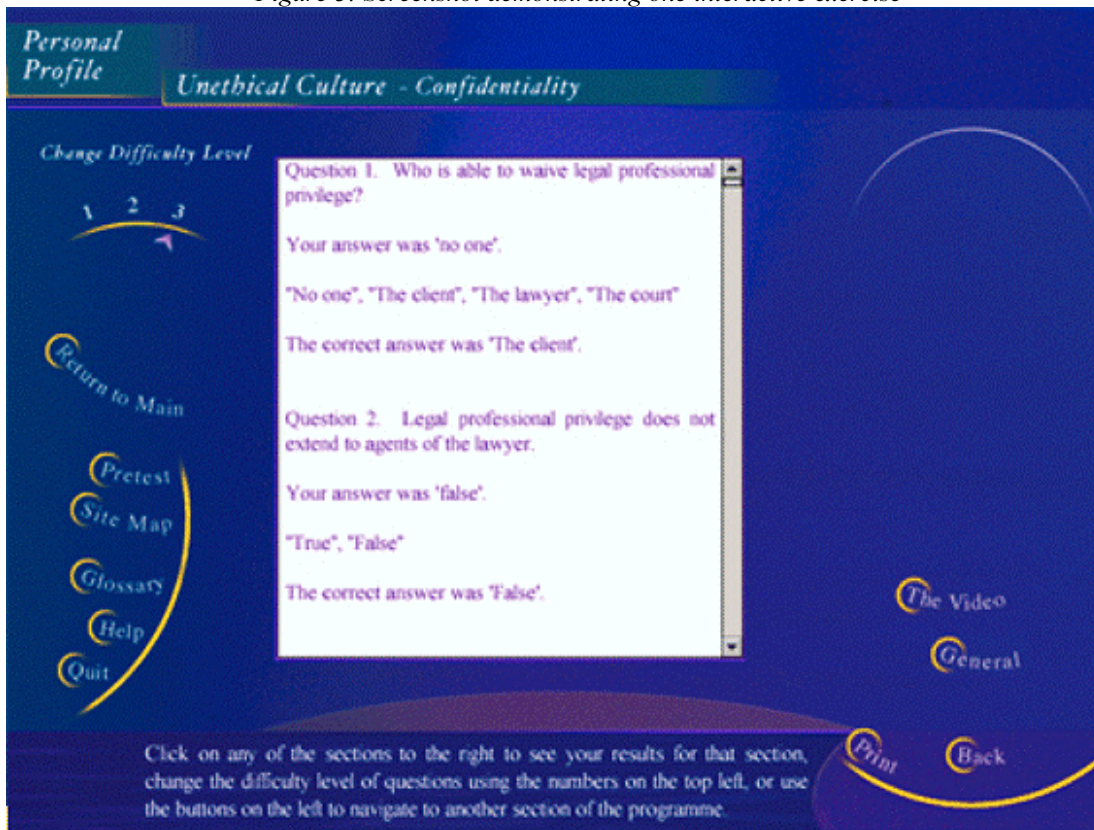 Personal
Profile
Unethical Culture - Confidentiality
Change Difficulty Level
1 2 3
Question 1. Who is able to waive legal professional
privilege?
Your answer was 'no one'.
"No one", "The client", "The lawyer", "The court"
The correct answer was 'The client'.
Question 2. Legal professional privilege does not
extend to agents of the lawyer.
Your answer was 'false'.
"True", "False"
The correct answer was 'False'.
Return to Main
Pretest
Site Map
Glossary
Help
Quit
The Video
General
Print
Back
Click on any of the sections to the right to see your results for that section,
change the difficulty level of questions using the numbers on the top left, or use
the buttons on the left to navigate to another section of the programme.